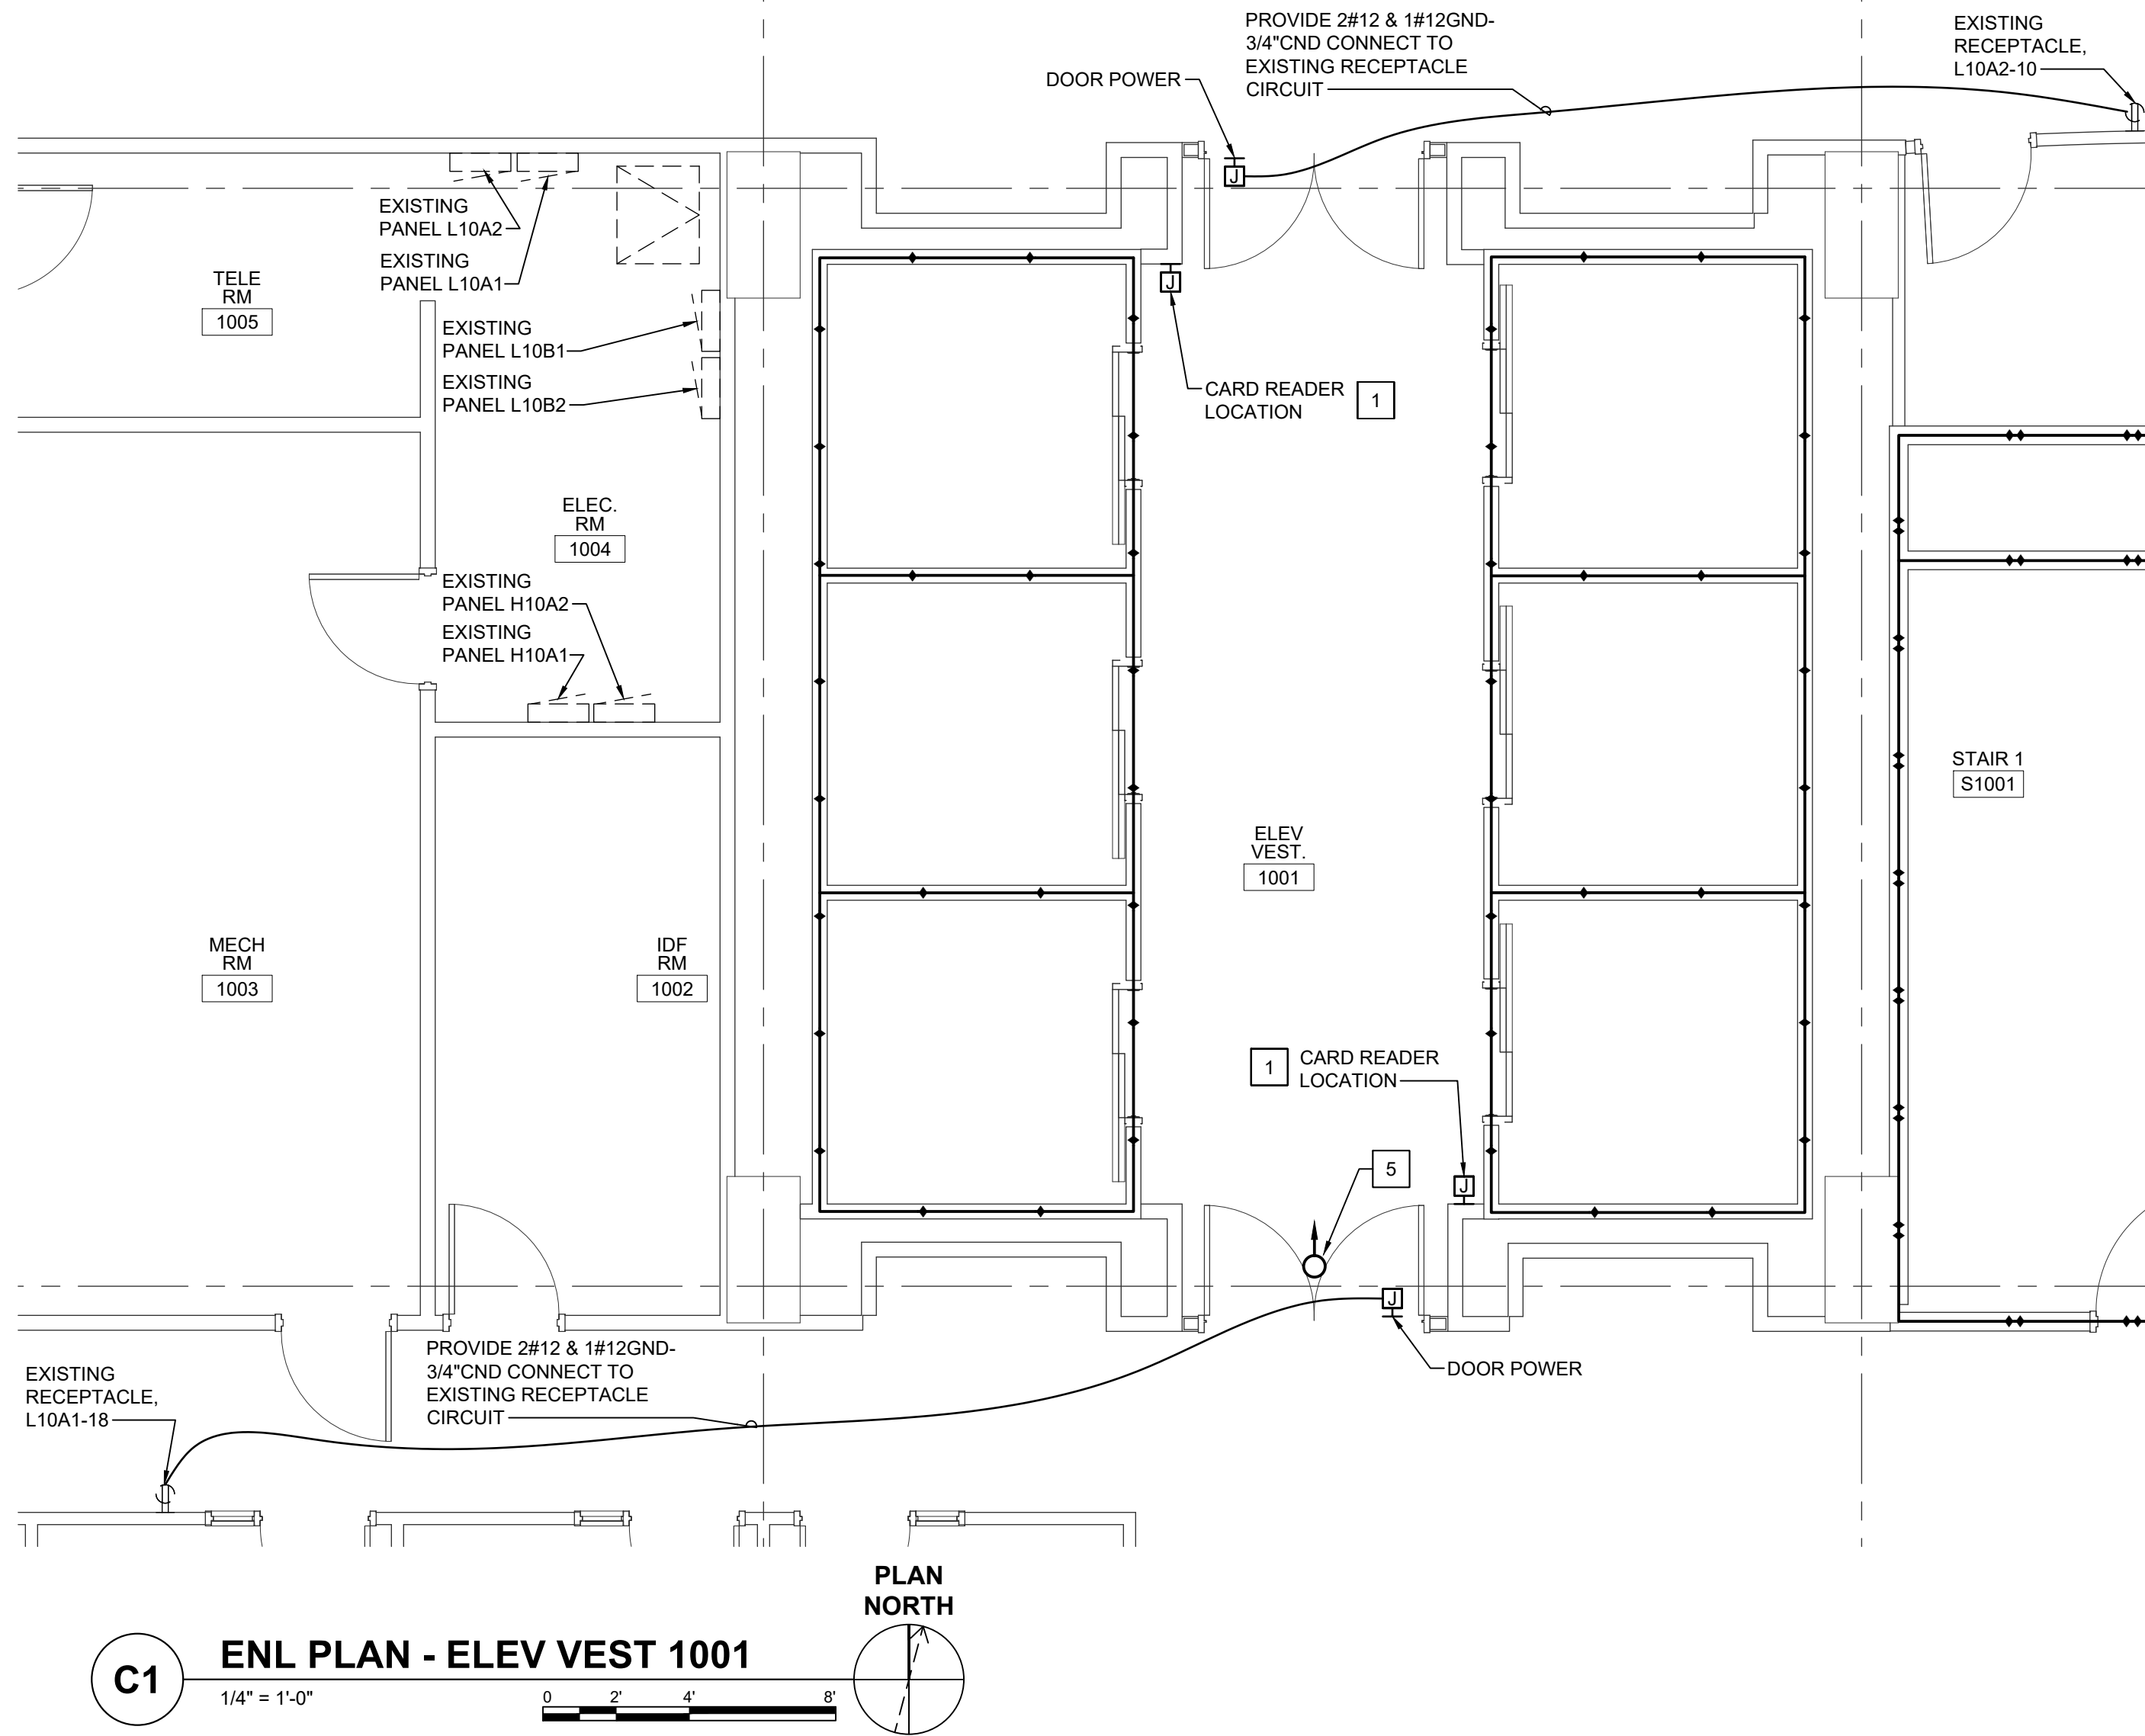 PROVIDE 2#12 & 1#12GND-
3/4"CND CONNECT TO
EXISTING RECEPTACLE
CIRCUIT
EXISTING
RECEPTACLE,
L10A2-10
DOOR POWER
J
EXISTING
PANEL L10A2
EXISTING
PANEL L10A1
TELE
RM
1005
J
EXISTING
PANEL L10B1
EXISTING
PANEL L10B2
CARD READER
LOCATION
1
ELEC.
RM
1004
EXISTING
PANEL H10A2
EXISTING
PANEL H10A1
STAIR 1
S1001
ELEV
VEST.
1001
MECH
RM
1003
IDF
RM
1002
1
CARD READER
LOCATION
J
5
J
DOOR POWER
PROVIDE 2#12 & 1#12GND-
3/4"CND CONNECT TO
EXISTING RECEPTACLE
CIRCUIT
EXISTING
RECEPTACLE,
L10A1-18
PLAN
NORTH
C1
ENL PLAN - ELEV VEST 1001
1/4" = 1'-0"
0 2' 4' 8'